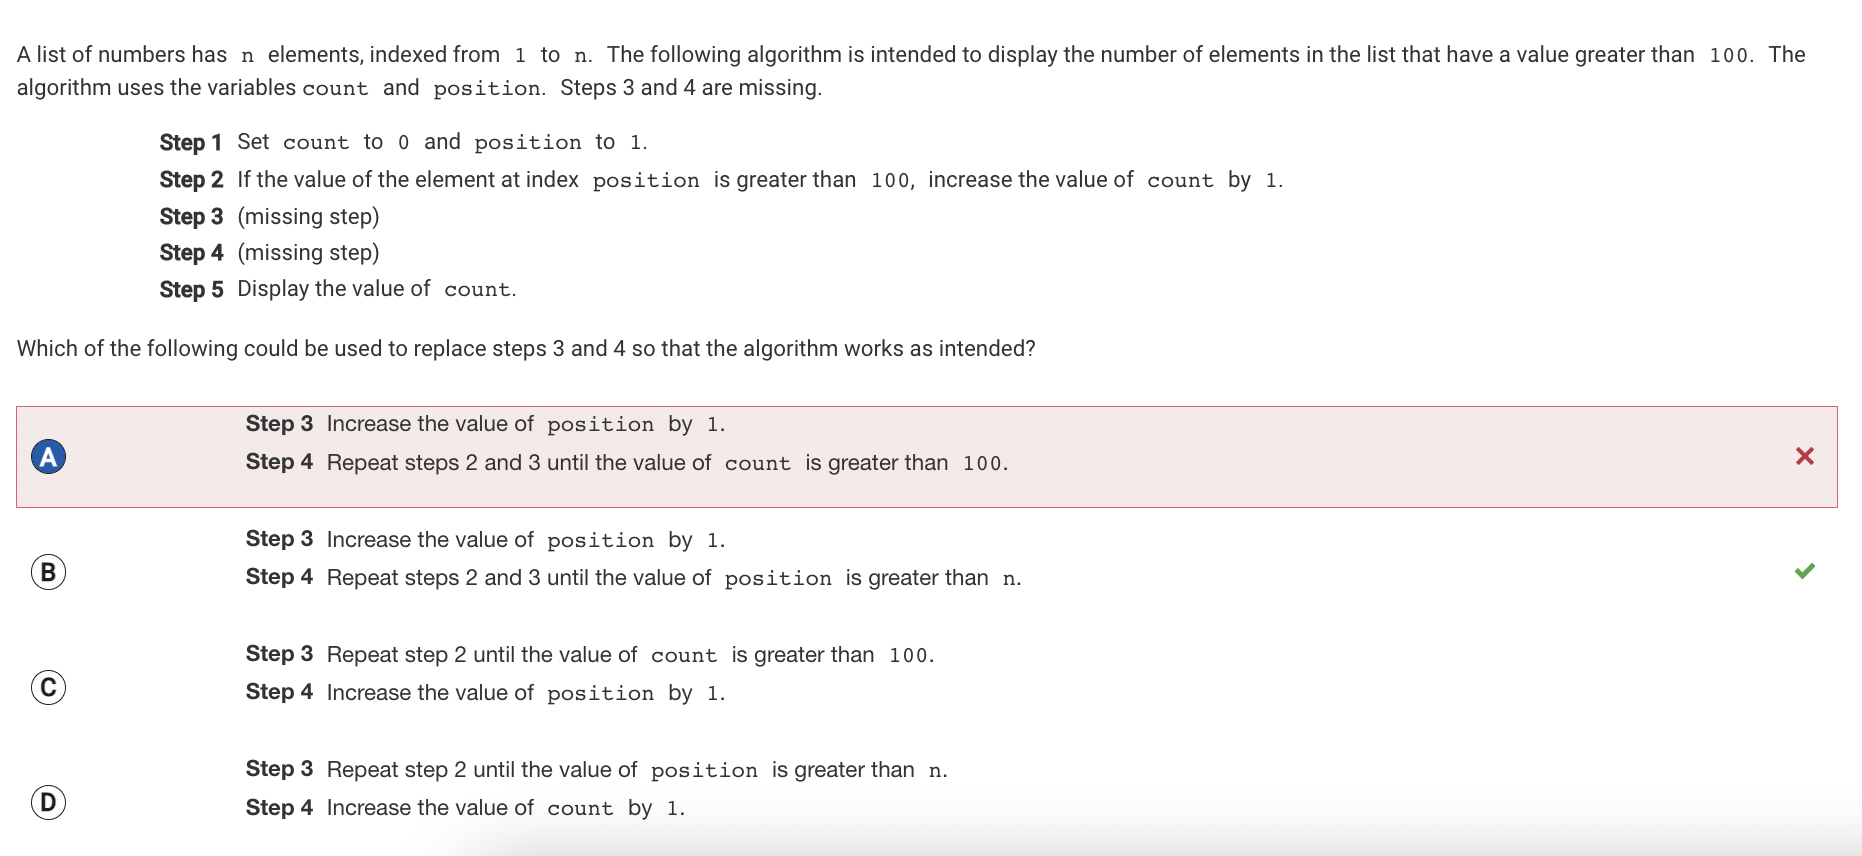 A list of numbers has n elements, indexed from 1 to n. The following algorithm is intended to display the number of elements in the list that have a value greater than 100. The
algorithm uses the variables count and position. Steps 3 and 4 are missing.
Step 1 Set count to 0 and position to 1.
Step 2 If the value of the element at index position is greater than 100, increase the value of count by 1.
Step 3 (missing step)
Step 4 (missing step)
Step 5 Display the value of count.
Which of the following could be used to replace steps 3 and 4 so that the algorithm works as intended?
A
Step 3 Increase the value of position by 1.
Step 4 Repeat steps 2 and 3 until the value of count is greater than 100.
B
Step 3 Increase the value of position by 1.
Step 4 Repeat steps 2 and 3 until the value of position is greater than n.
C
Step 3 Repeat step 2 until the value of count is greater than 100.
Step 4 Increase the value of position by 1.
D
Step 3 Repeat step 2 until the value of position is greater than n.
Step 4 Increase the value of count by 1.